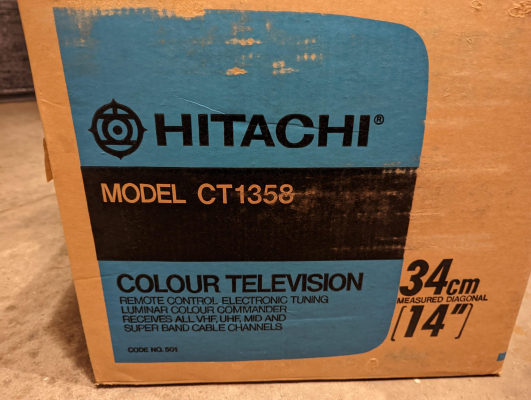 HITACHI®
MODEL CT1358
COLOUR TELEVISION
REMOTE CONTROL ELECTRONIC TUNING
LUMINAR COLOUR COMMANDER
RECEIVES ALL VHF, UHF, MID AND
SUPER BAND CABLE CHANNELS
CODE NO. 501
34cm
MEASURED DIAGONAL
(14")